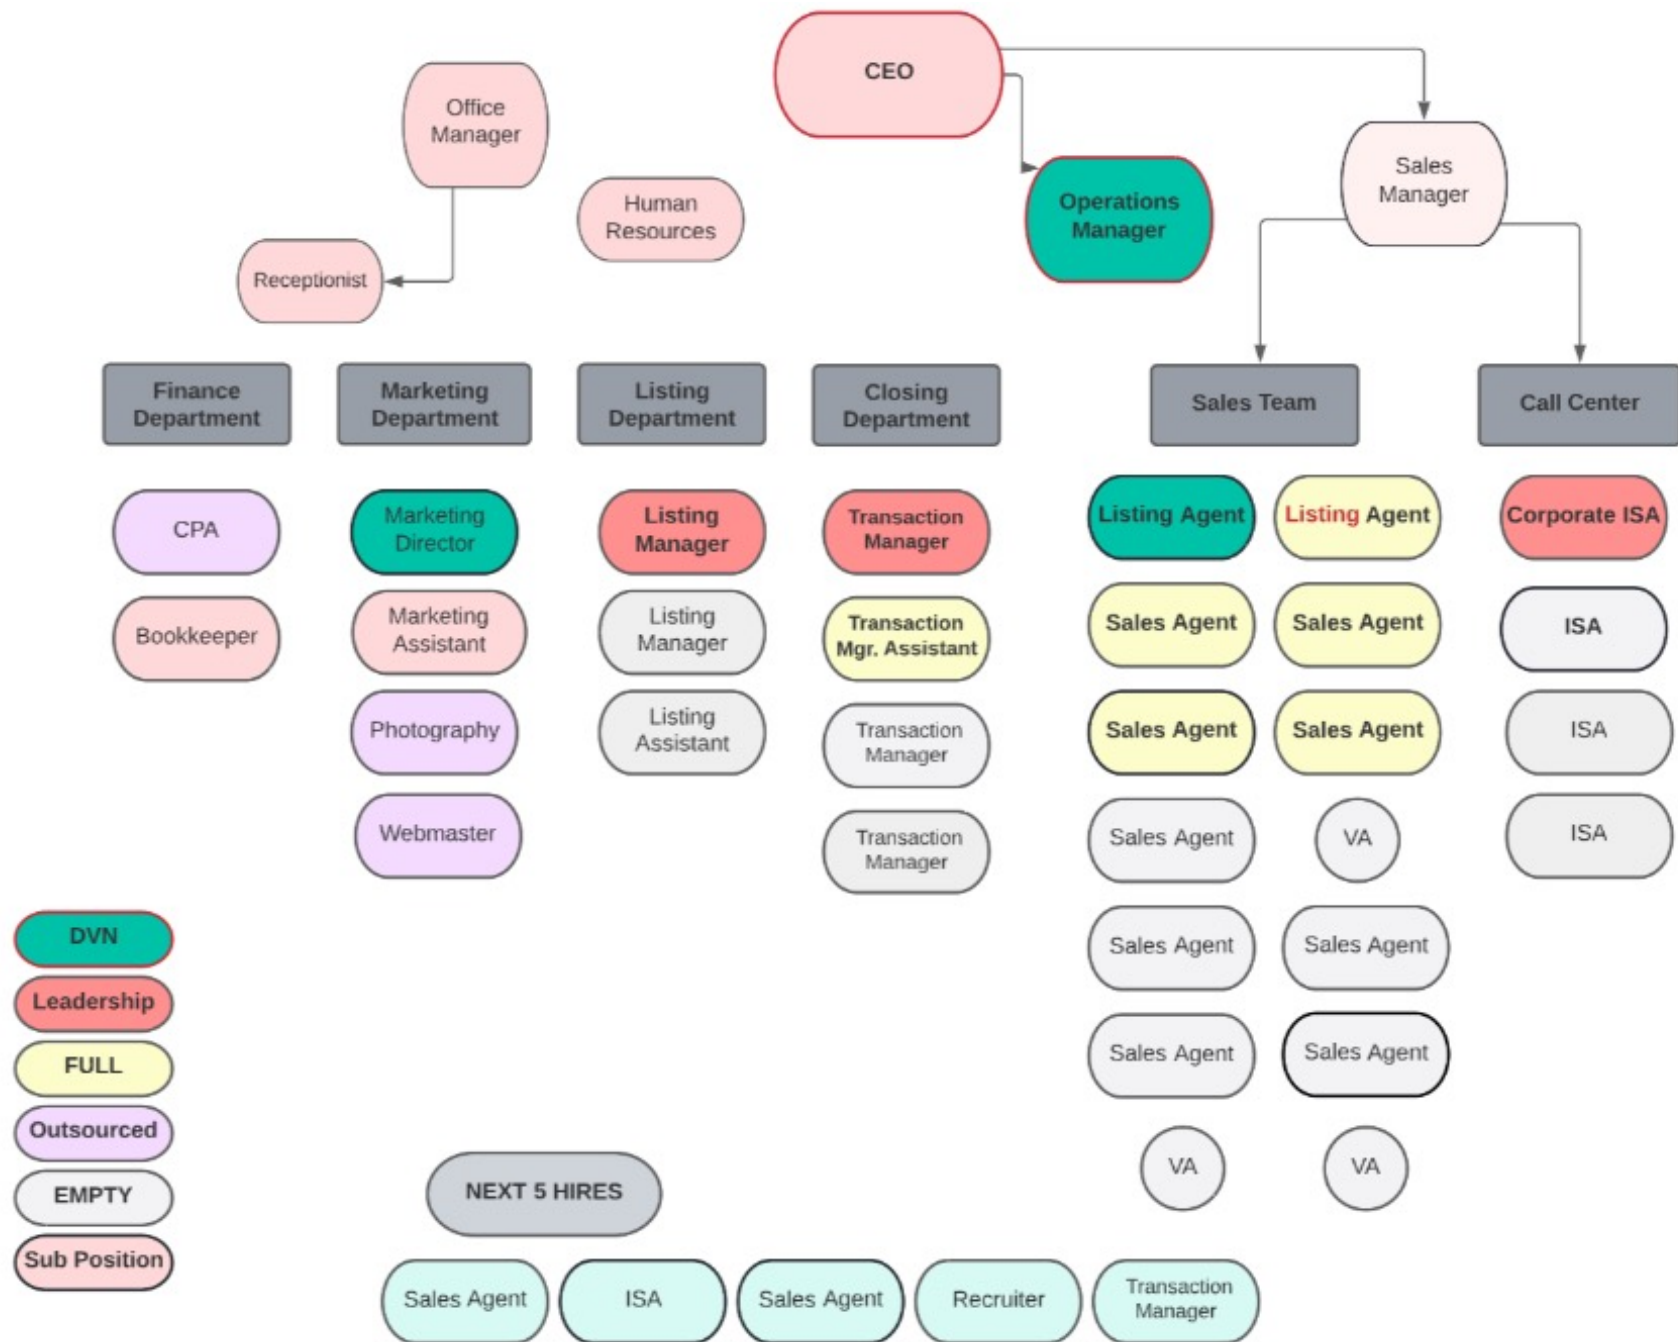 CEO
Office
Manager
Sales
Manager
Human
Resources
Operations
Manager
Receptionist
Finance
Department
Marketing
Department
Listing
Department
Closing
Department
Sales Team
Call Center
CPA
Bookkeeper
Marketing
Director
Marketing
Assistant
Photography
Webmaster
Listing
Manager
Listing
Manager
Listing
Assistant
Transaction
Manager
Transaction
Mgr. Assistant
Transaction
Manager
Transaction
Manager
Listing Agent
Sales Agent
Sales Agent
Sales Agent
Sales Agent
Sales Agent
VA
Listing Agent
Sales Agent
Sales Agent
VA
Sales Agent
Sales Agent
VA
Corporate ISA
ISA
ISA
ISA
DVN
Leadership
FULL
Outsourced
EMPTY
Sub Position
NEXT 5 HIRES
Sales Agent
ISA
Sales Agent
Recruiter
Transaction
Manager